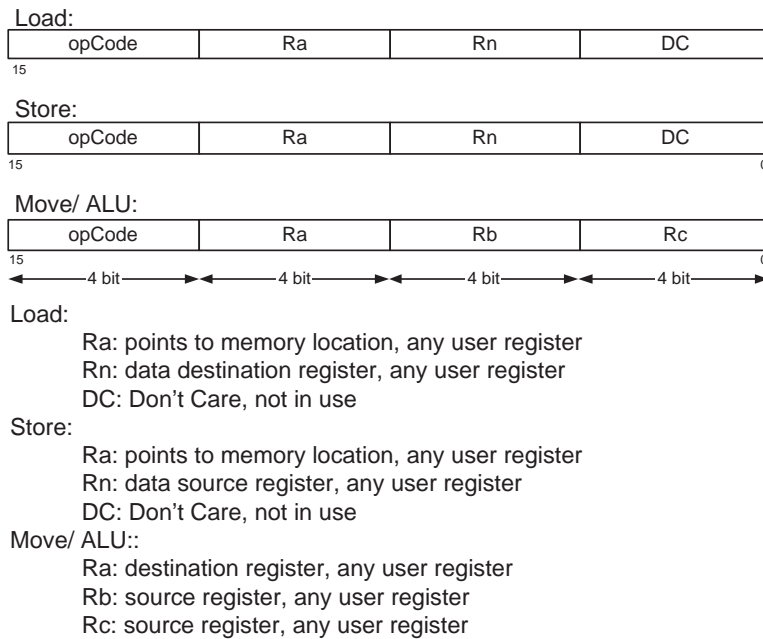 Load:
opCode Ra Rn DC
15
Store:
opCode Ra Rn DC
15 0
Move/ ALU:
opCode Ra Rb Rc
15 0
4 bit 4 bit 4 bit 4 bit
Load:
Ra: points to memory location, any user register
Rn: data destination register, any user register
DC: Don't Care, not in use
Store:
Ra: points to memory location, any user register
Rn: data source register, any user register
DC: Don't Care, not in use
Move/ ALU::
Ra: destination register, any user register
Rb: source register, any user register
Rc: source register, any user register